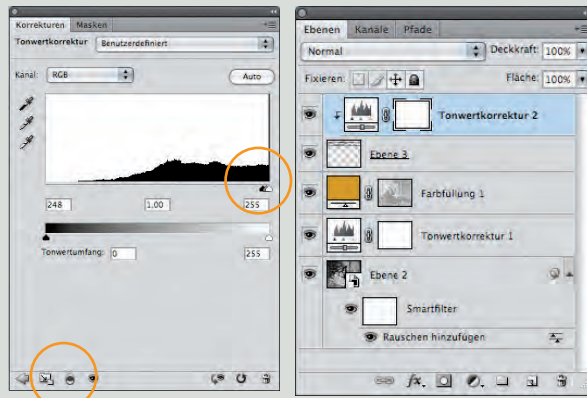 Korrekturen Masken
Tonwertkorrektur Benutzerdefiniert
Kanal: RGB Auto
248 1.00 255
Tonwertumfang: 0 255
Ebenen Kanäle Pfade
Normal Deckkraft: 100%
Fixieren: Fläche: 100%
Tonwertkorrektur 2
Ebene 3
Farbfüllung 1
Tonwertkorrektur 1
Ebene 2
Smartfilter
Rauschen hinzufügen
fx.